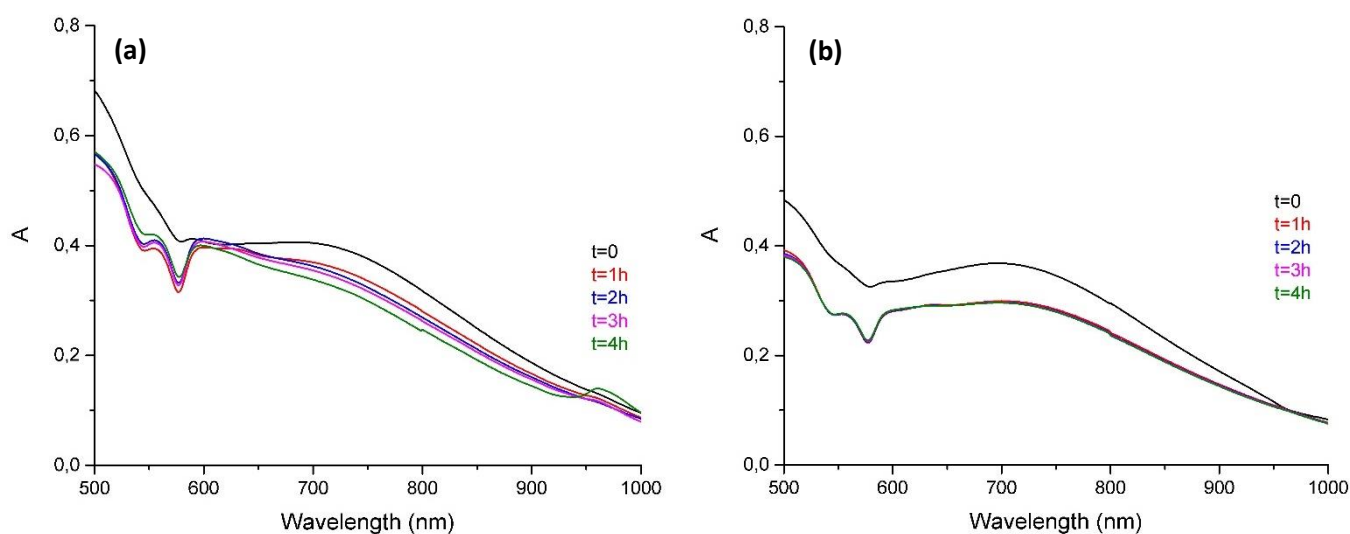 (a)
0,8
0,6
0,4
0,2
0,0
A
500 600 700 800 900 1000
Wavelength (nm)
t=0
t=1h
t=2h
t=3h
t=4h
(b)
0,8
0,6
0,4
0,2
0,0
A
500 600 700 800 900 1000
Wavelength (nm)
t=0
t=1h
t=2h
t=3h
t=4h